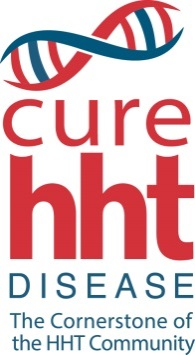 cure
hht
DISEASE
The Cornerstone of
the HHT Community